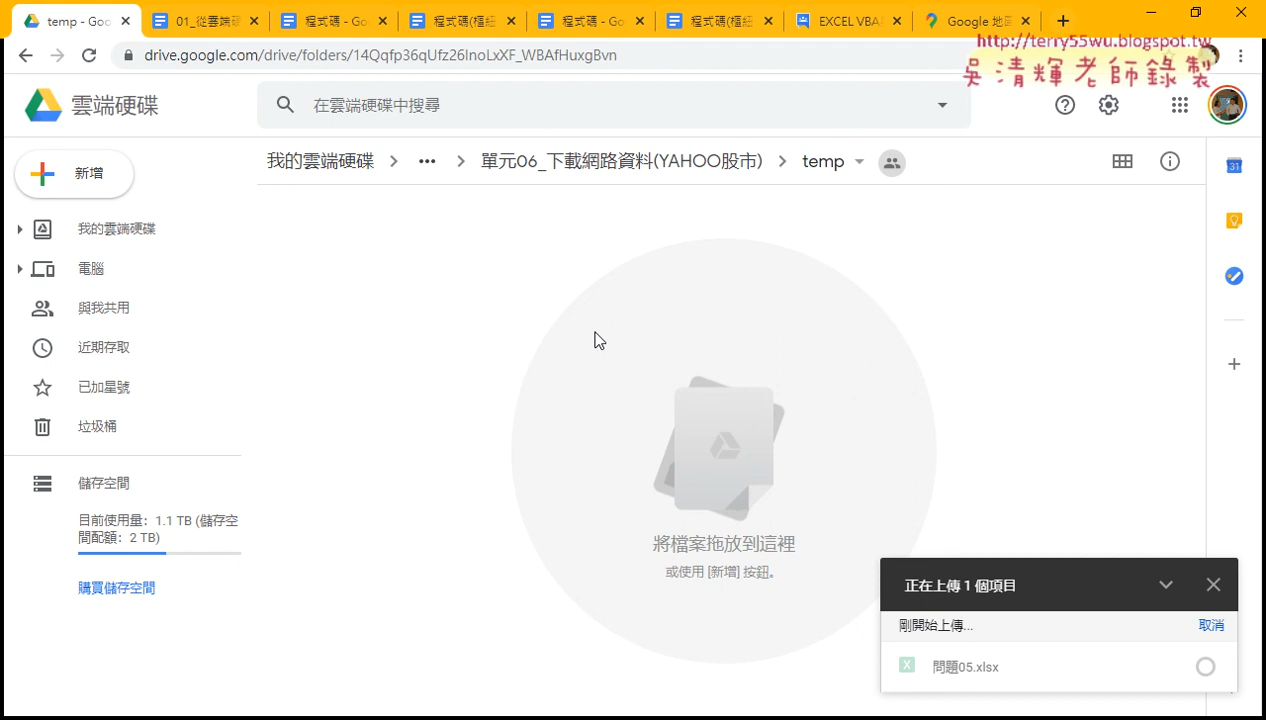 temp - Goo
01_從雲端硬
程式碼 - Go
程式碼(樞紐
程式碼 - Go
程式碼(樞紐
EXCEL VBA
Google 地圖
drive.google.com/drive/folders/14Qqfp36qUfz26InoLxXF_WBAfHuxgBvn
http://terry55wu.blogspot.tw
吳清輝老師錄製
雲端硬碟
在雲端硬碟中搜尋
新增
我的雲端硬碟
單元06_下載網路資料(YAHOO股市)
temp
31
我的雲端硬碟
電腦
與我共用
近期存取
已加星號
垃圾桶
儲存空間
目前使用量：1.1 TB (儲存空
間配額：2 TB)
購買儲存空間
將檔案拖放到這裡
或使用 [新增] 按鈕。
正在上傳 1 個項目
剛開始上傳...
取消
X
問題05.xlsx